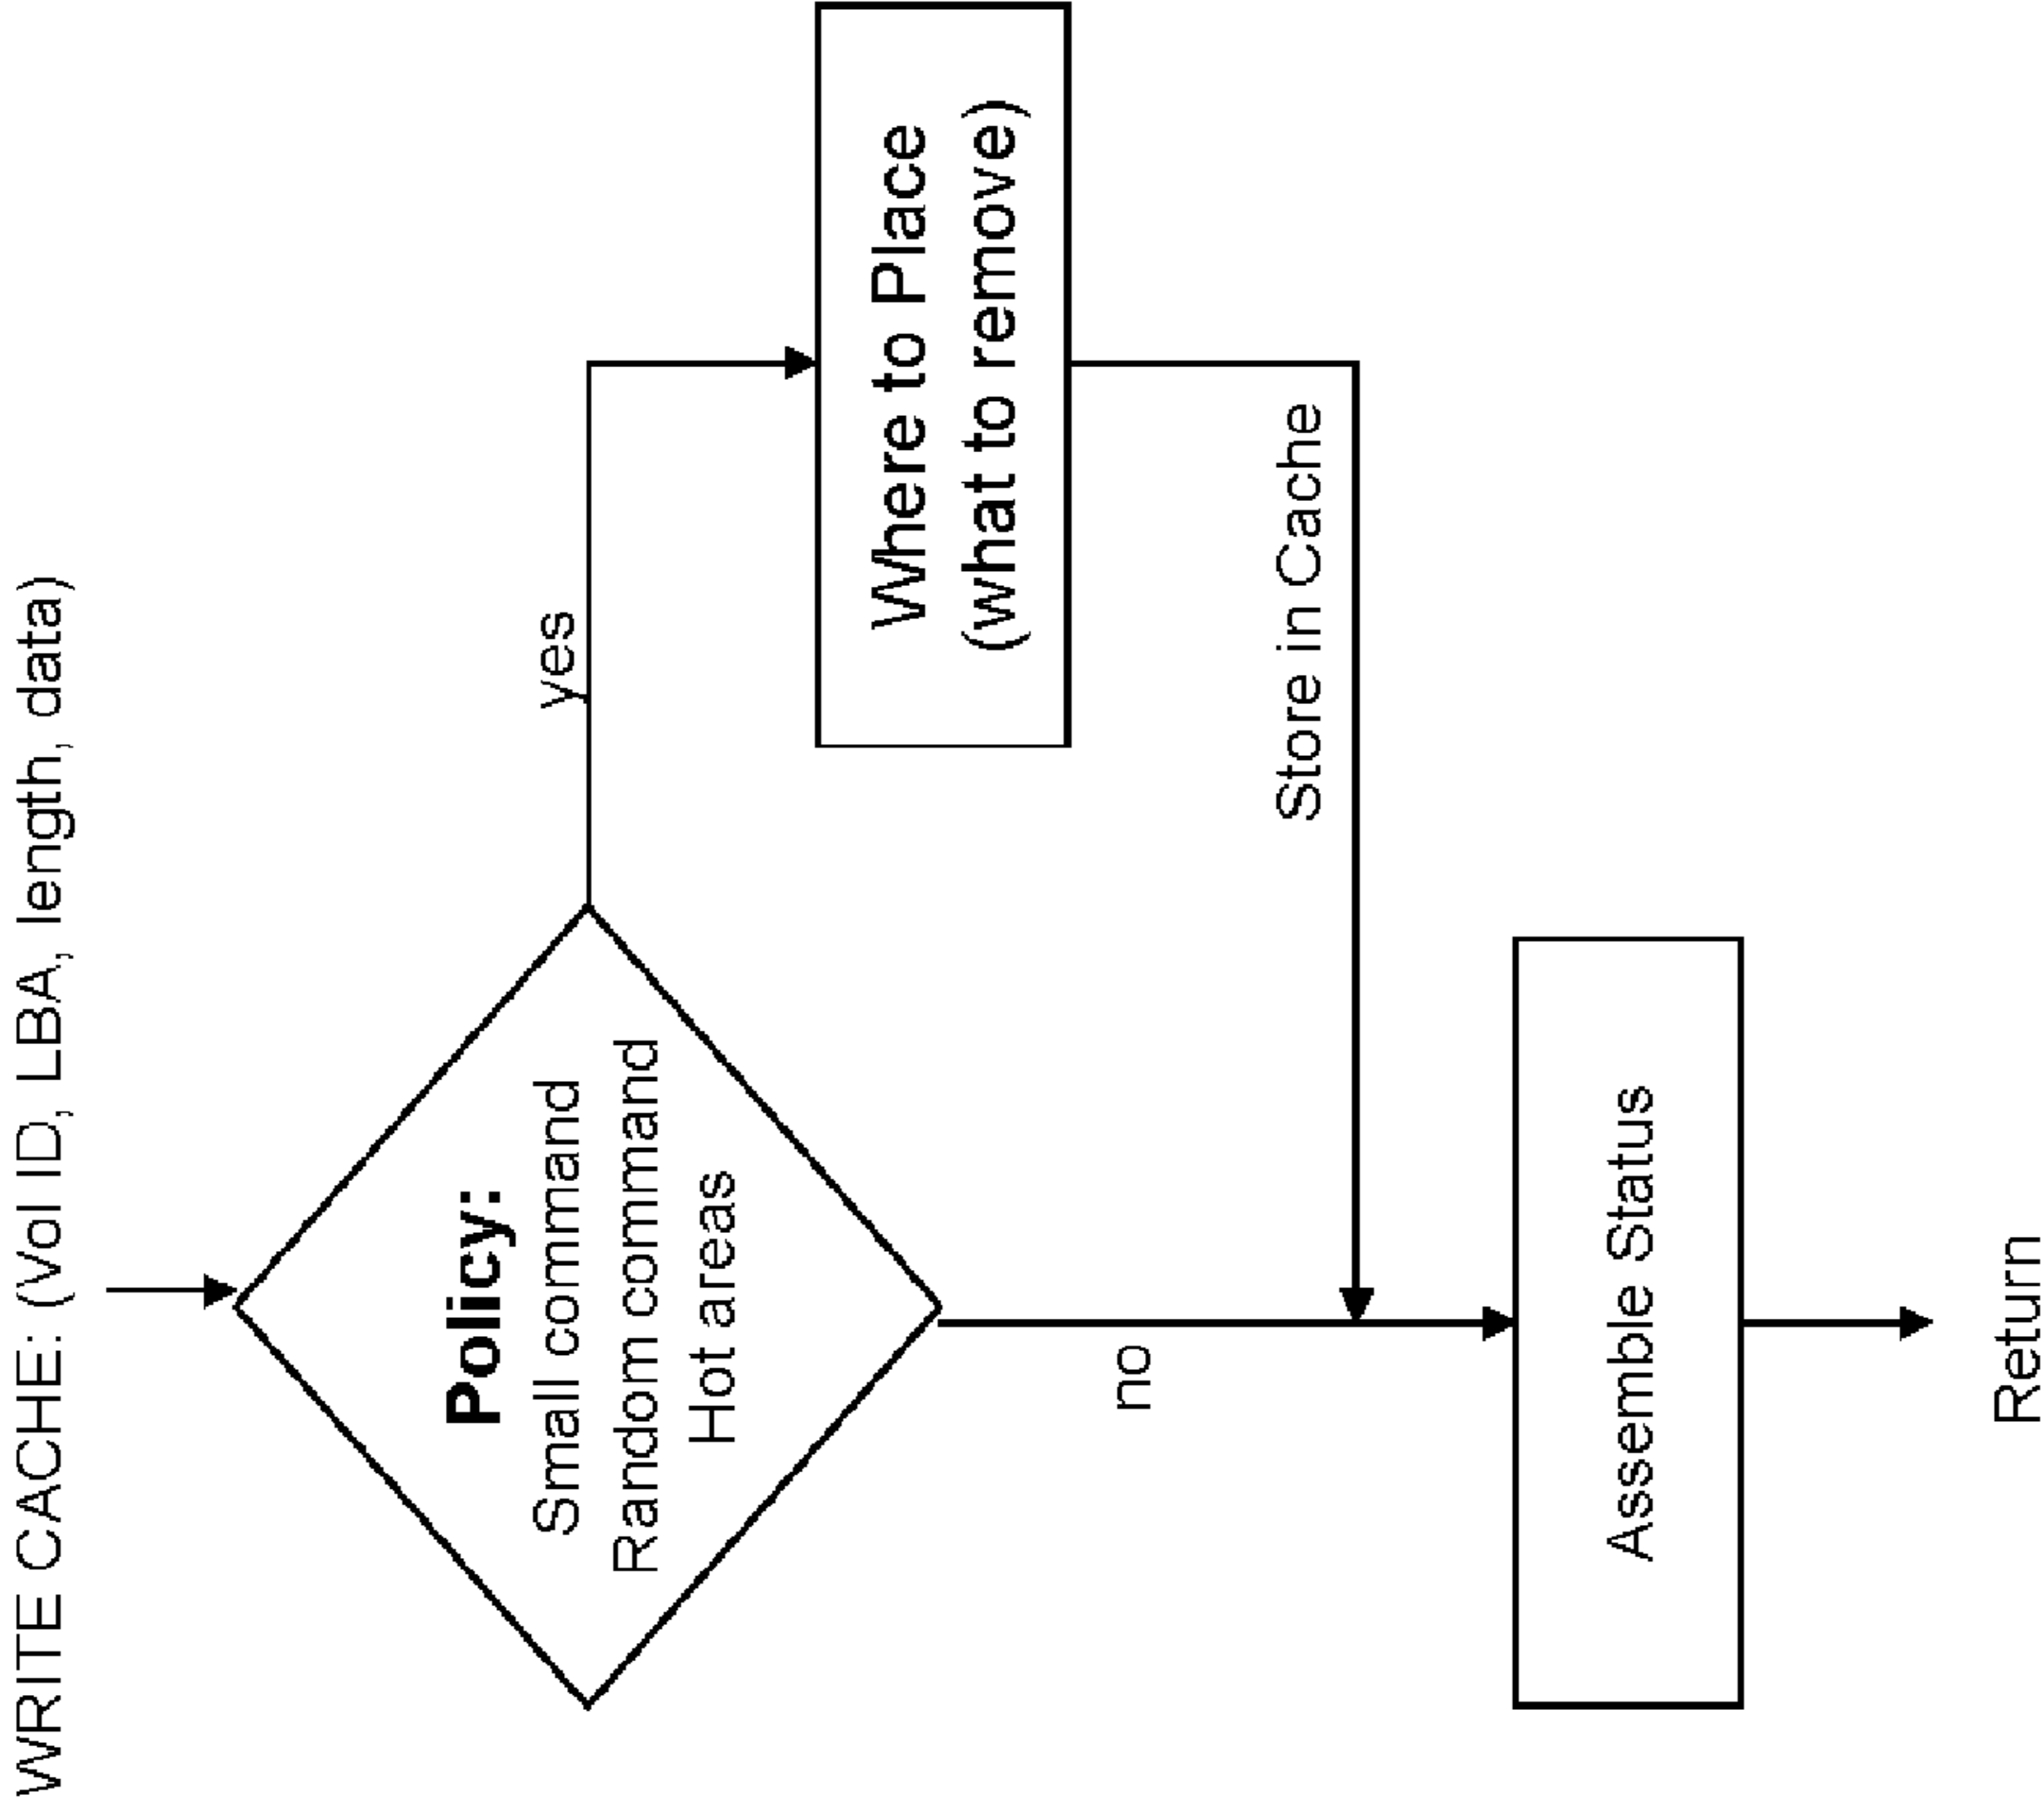 WRITE CACHE: (Vol ID, LBA, length, data)
Policy:
Small command
Random command
Hot areas
yes
Where to Place
(what to remove)
no
Store in Cache
Assemble Status
Return